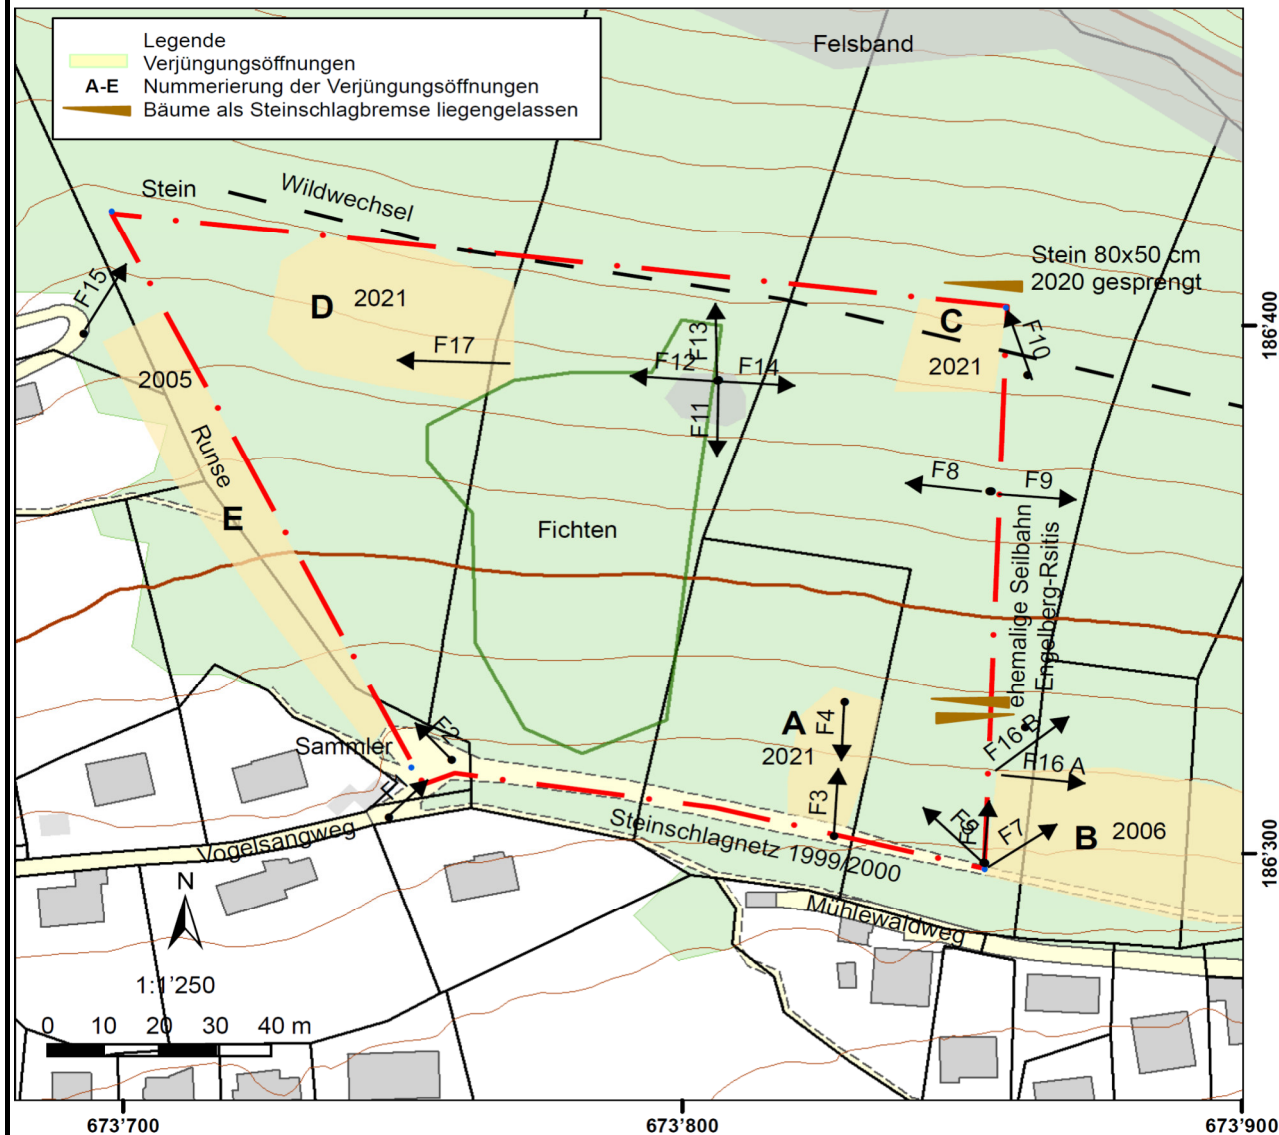 Legende
Verjüngungsöffnungen
A-E Nummerierung der Verjüngungsöffnungen
Bäume als Steinschlagbremse liegengelassen
Felsband
Stein
Wildwechsel
Stein 80x50 cm
2020 gesprengt
F15
D
2021
C
2021
F10
F17
F13
F12
F14
F11
2005
Runse
E
F8
F9
Fichten
ehemalige Seilbahn
Engelberg-Rsitis
A
2021
F4
F3
F2
Sammler
F16 B
F16 A
F7
B
2006
Steinschlagnetz 1999/2000
Vogelsangweg
Mühlewaldweg
N
1:1'250
0 10 20 30 40 m
186'400
186'300
673'700
673'800
673'900